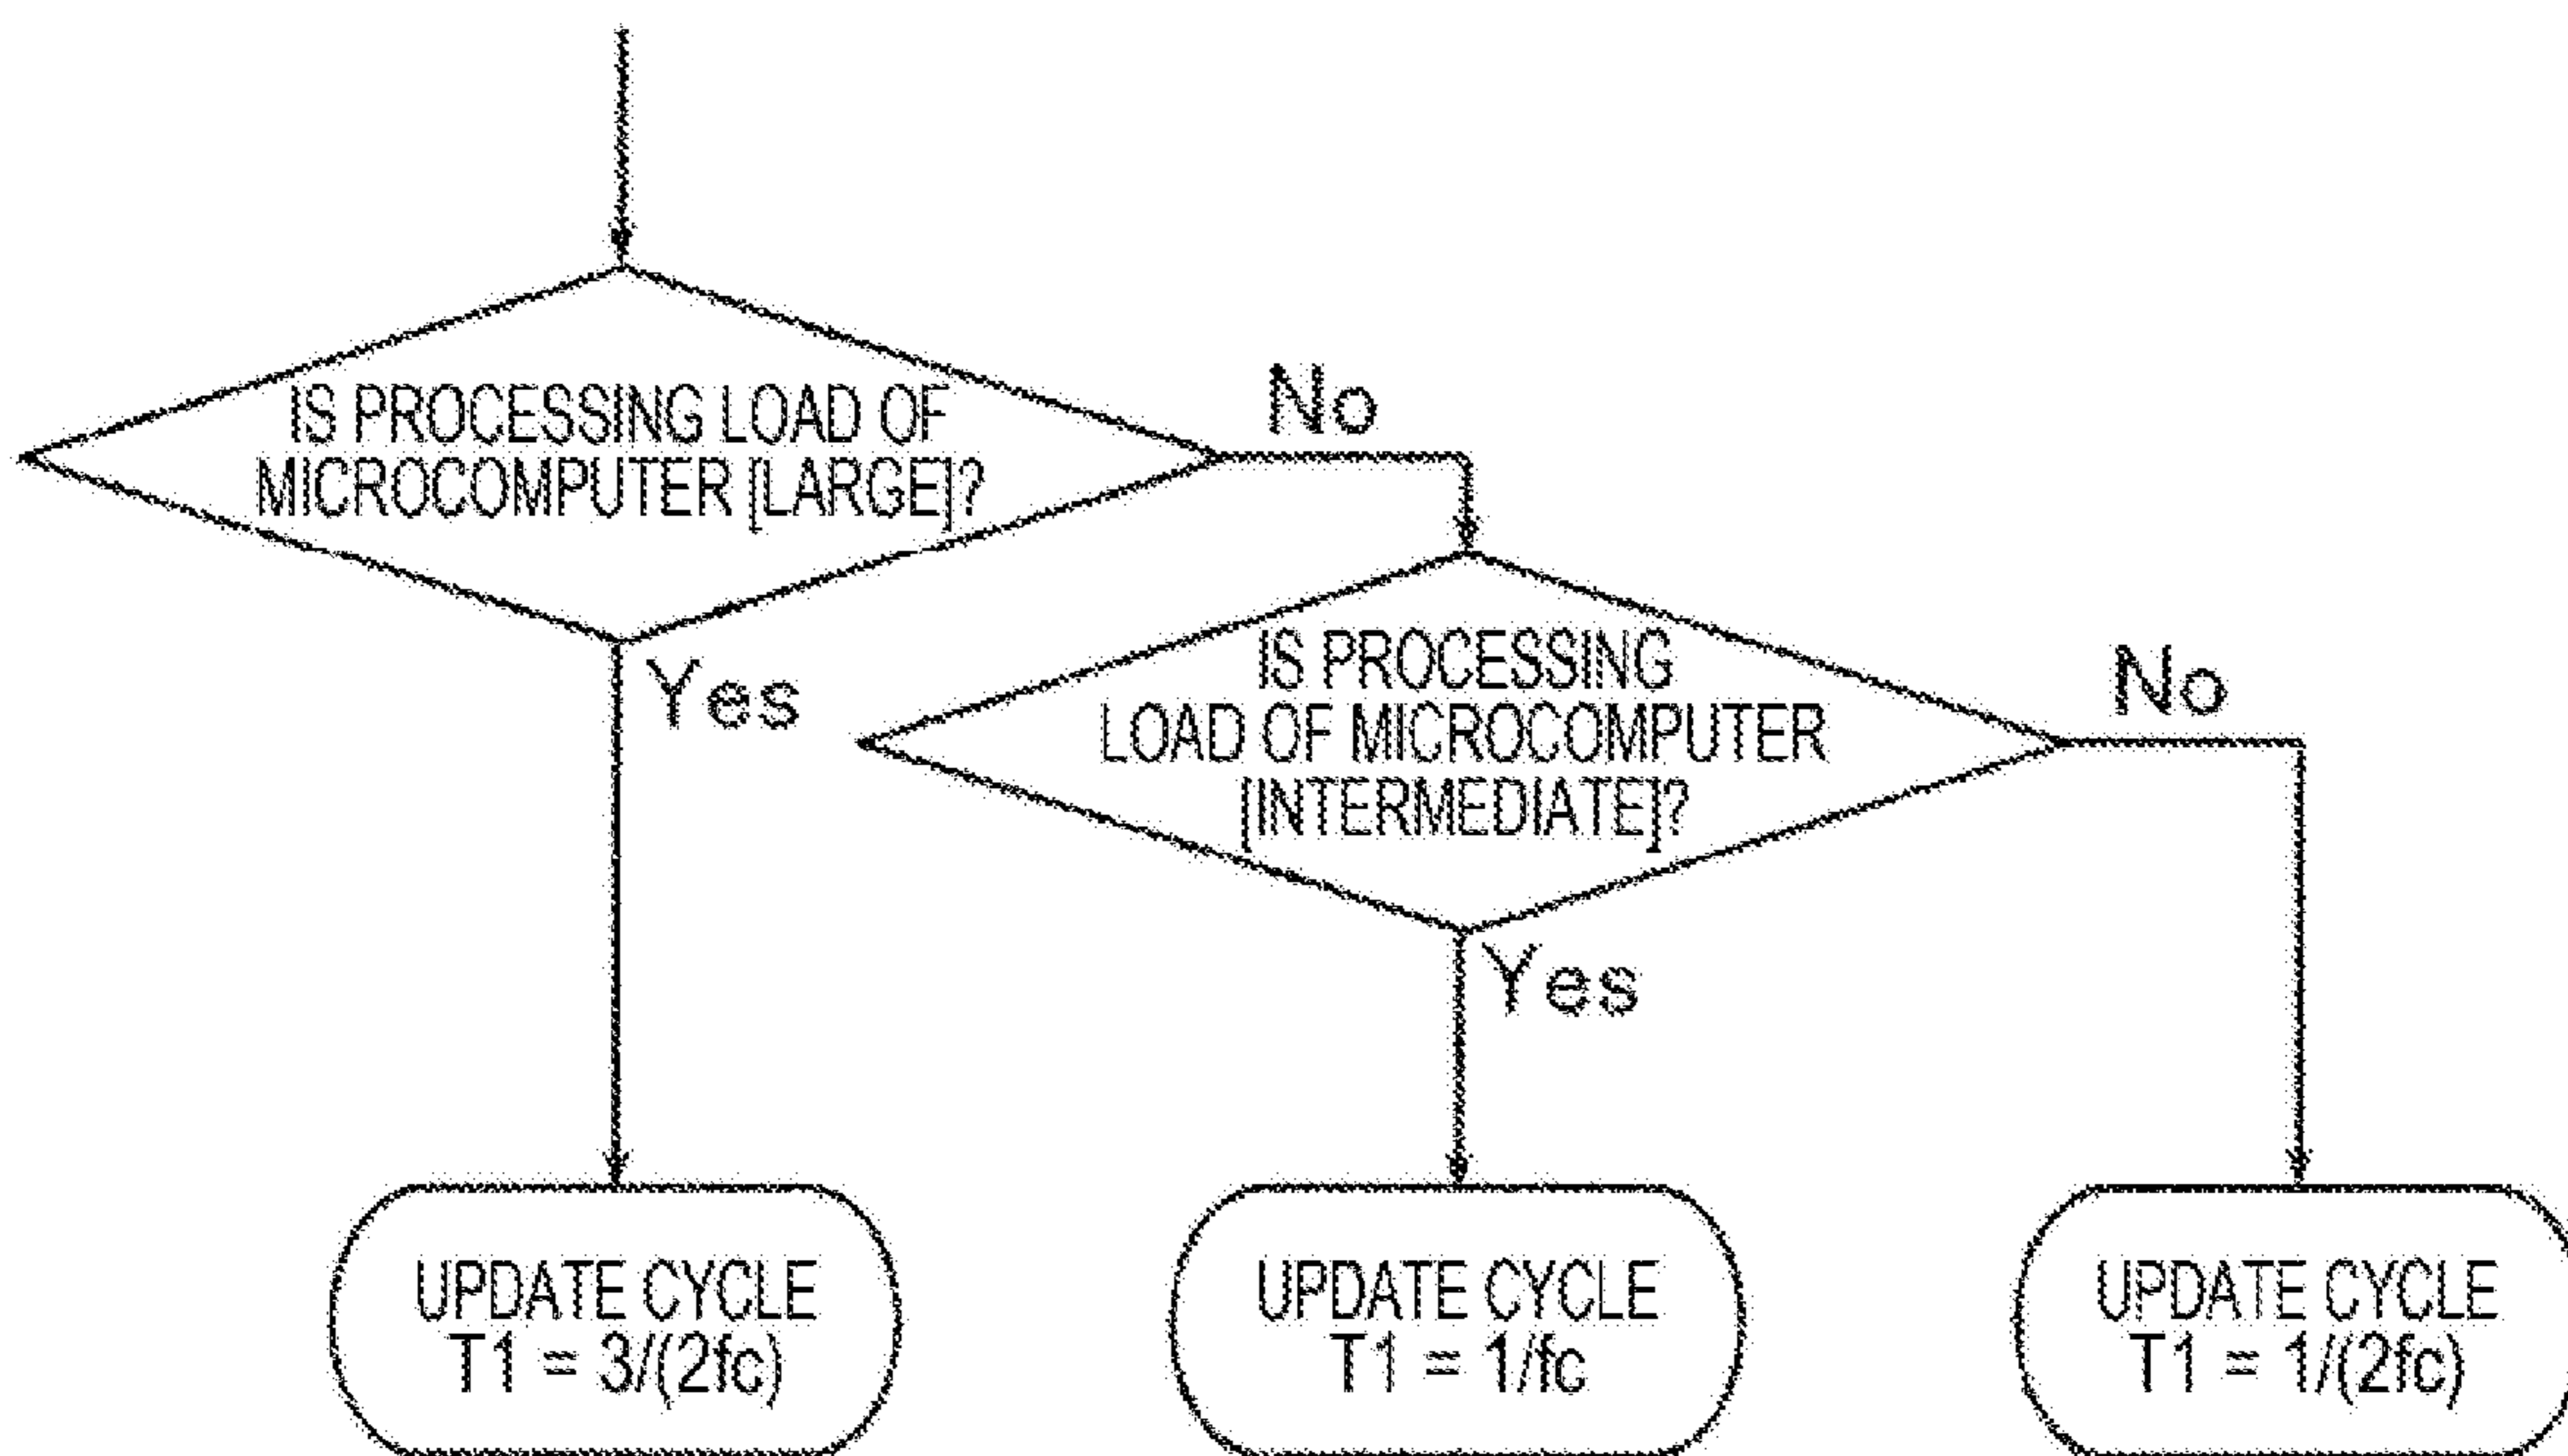 IS PROCESSING LOAD OF
MICROCOMPUTER [LARGE]?
No
Yes
IS PROCESSING
LOAD OF MICROCOMPUTER
[INTERMEDIATE]?
No
Yes
UPDATE CYCLE
T1 = 3/(2fc)
UPDATE CYCLE
T1 = 1/fc
UPDATE CYCLE
T1 = 1/(2fc)